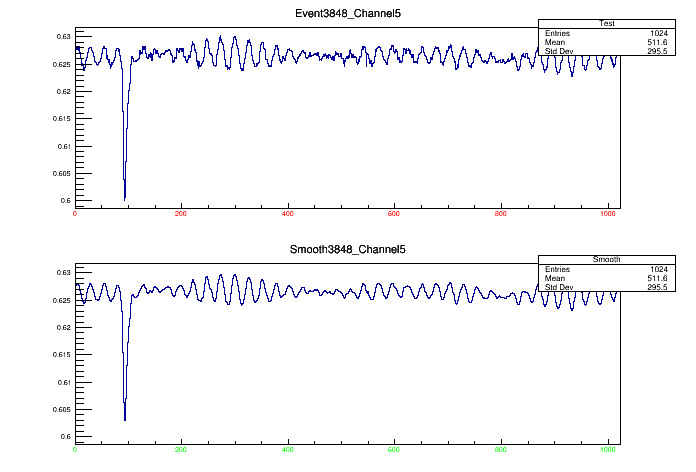 Event3848_Channel5
Test
Entries 1024
Mean 511.6
Std Dev 295.5
0.63
0.625
0.62
0.615
0.61
0.605
0.6
0 200 400 600 800 1000
Smooth3848_Channel5
Smooth
Entries 1024
Mean 511.6
Std Dev 295.5
0.63
0.625
0.62
0.615
0.61
0.605
0.6
0 200 400 600 800 1000